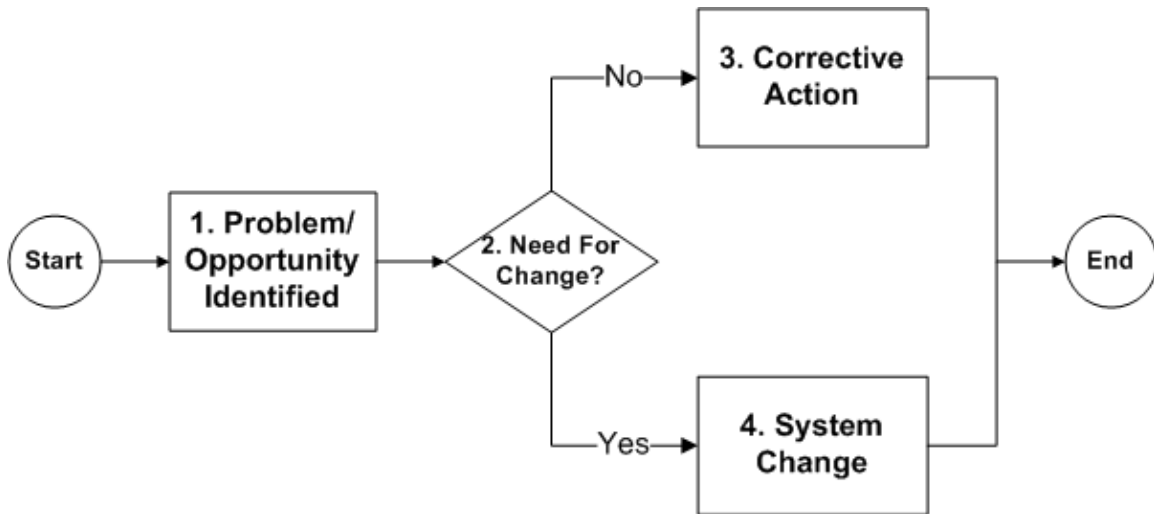 Start
1. Problem/
Opportunity
Identified
2. Need For
Change?
No
3. Corrective
Action
Yes
4. System
Change
End